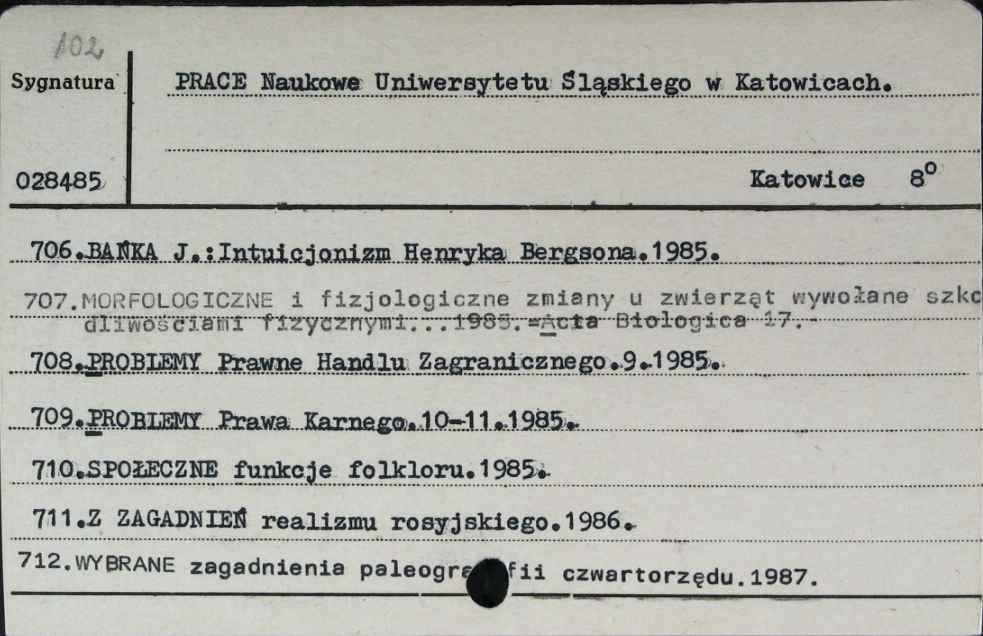 102
Sygnatura
PRACE Naukowe Uniwersytetu Śląskiego w Katowicach.
028485
Katowice 8⁰
706.BAŃKA J.:Intuicjonizm Henryka Bergsona.1985.
707.MORFOLOGICZNE i fizjologiczne zmiany u zwierząt wywołane szko
dliwościami fizycznymi...1985.=Acta Biologica 17.-
708.PROBLEMY Prawne Handlu Zagranicznego.9.1985.
709.PROBLEMY Prawa Karnego.10-11.1985.
710.SPOŁECZNE funkcje folkloru.1985.
711.Z ZAGADNIEŃ realizmu rosyjskiego.1986.
712.WYBRANE zagadnienia paleogr fii czwartorzędu.1987.